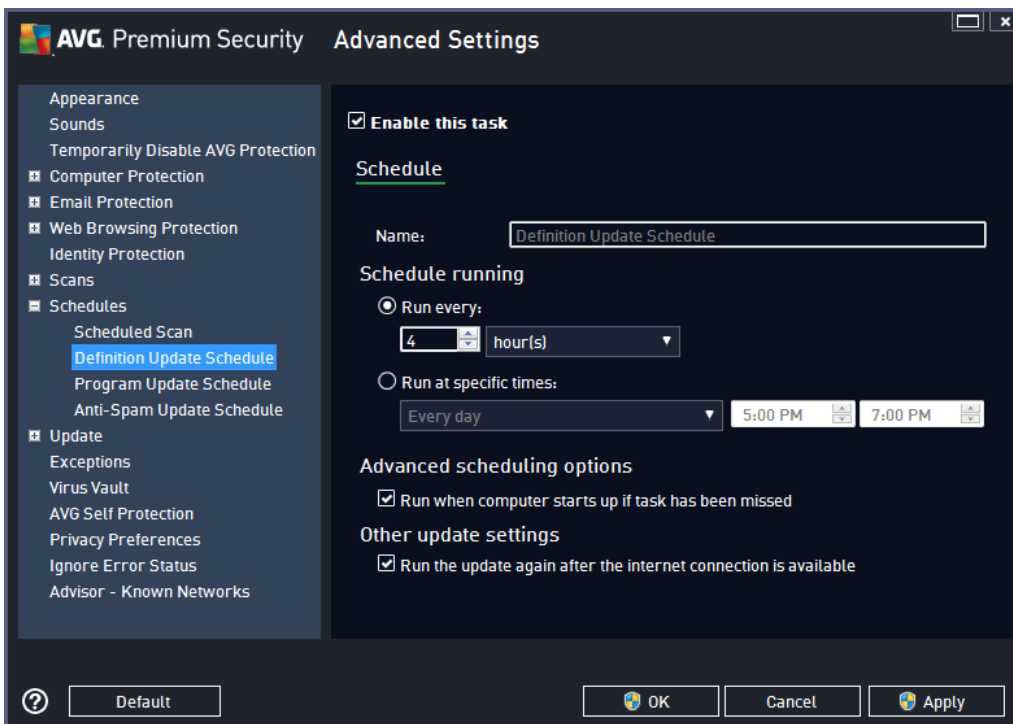 AVG. Premium Security
Advanced Settings
Appearance
Sounds
Temporarily Disable AVG Protection
Computer Protection
Email Protection
Web Browsing Protection
Identity Protection
Scans
Schedules
Scheduled Scan
Definition Update Schedule
Program Update Schedule
Anti-Spam Update Schedule
Update
Exceptions
Virus Vault
AVG Self Protection
Privacy Preferences
Ignore Error Status
Advisor - Known Networks
Enable this task
Schedule
Name: Definition Update Schedule
Schedule running
Run every:
4 hour(s)
Run at specific times:
Every day 5:00 PM 7:00 PM
Advanced scheduling options
Run when computer starts up if task has been missed
Other update settings
Run the update again after the internet connection is available
? Default OK Cancel Apply